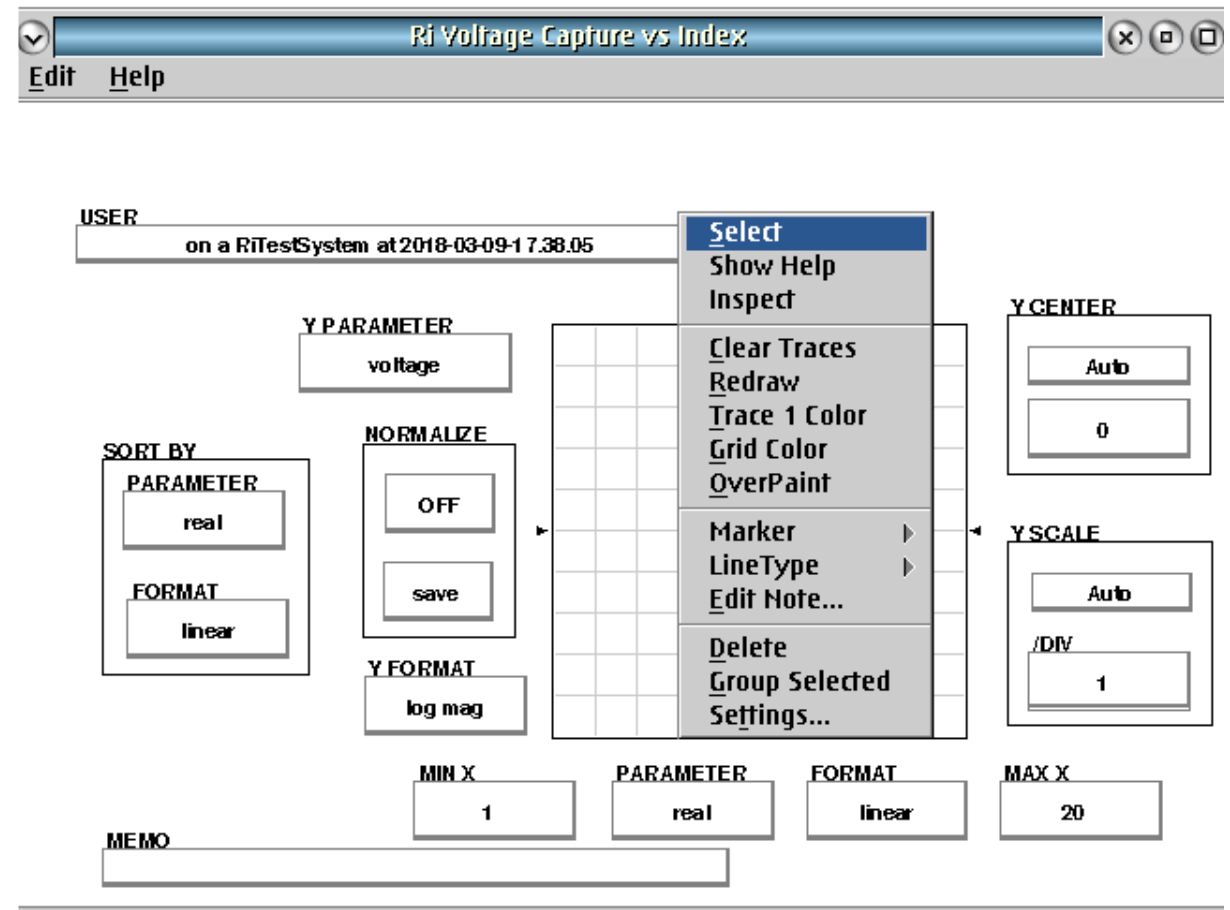 Ri Voltage Capture vs Index
Edit Help
USER
on a RiTestSystem at 2018-03-09-17.38.05
Select
Show Help
Inspect
Clear Traces
Redraw
Trace 1 Color
Grid Color
OverPaint
Marker
LineType
Edit Note...
Delete
Group Selected
Settings...
Y PARAMETER
voltage
SORT BY
PARAMETER
real
FORMAT
linear
NORMALIZE
OFF
save
Y FORMAT
log mag
Y CENTER
Auto
0
Y SCALE
Auto
/DIV
1
MIN X
1
PARAMETER
real
FORMAT
linear
MAX X
20
MEMO